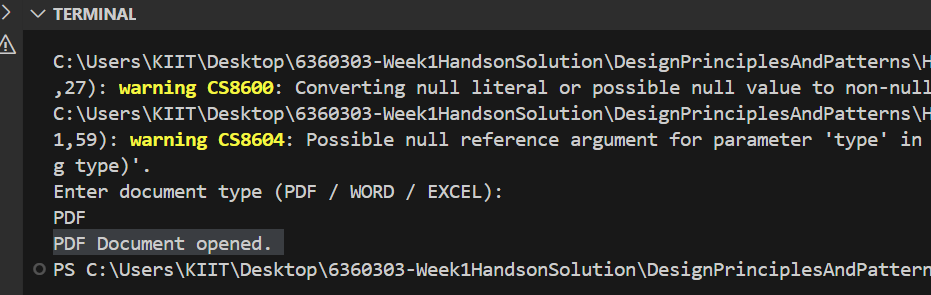 TERMINAL
C:\Users\KIIT\Desktop\6360303-Week1HandsonSolution\DesignPrinciplesAndPatterns\H
,27): warning CS8600: Converting null literal or possible null value to non-null
C:\Users\KIIT\Desktop\6360303-Week1HandsonSolution\DesignPrinciplesAndPatterns\H
1,59): warning CS8604: Possible null reference argument for parameter 'type' in
g type)'.
Enter document type (PDF / WORD / EXCEL):
PDF
PDF Document opened.
PS C:\Users\KIIT\Desktop\6360303-Week1HandsonSolution\DesignPrinciplesAndPattern